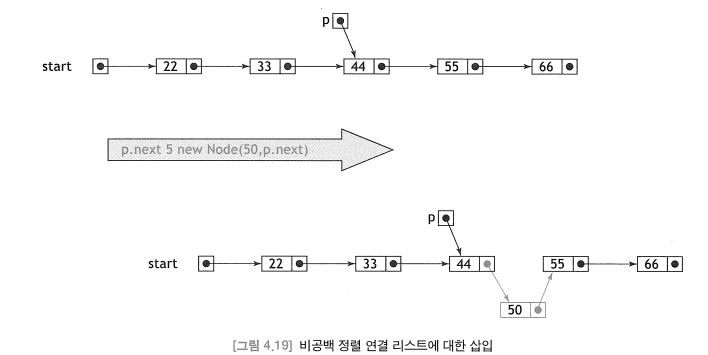 p
start 22 33 44 55 66
p.next 5 new Node(50,p.next)
p
start 22 33 44 55 66
50
[그림 4.19] 비공백 정렬 연결 리스트에 대한 삽입